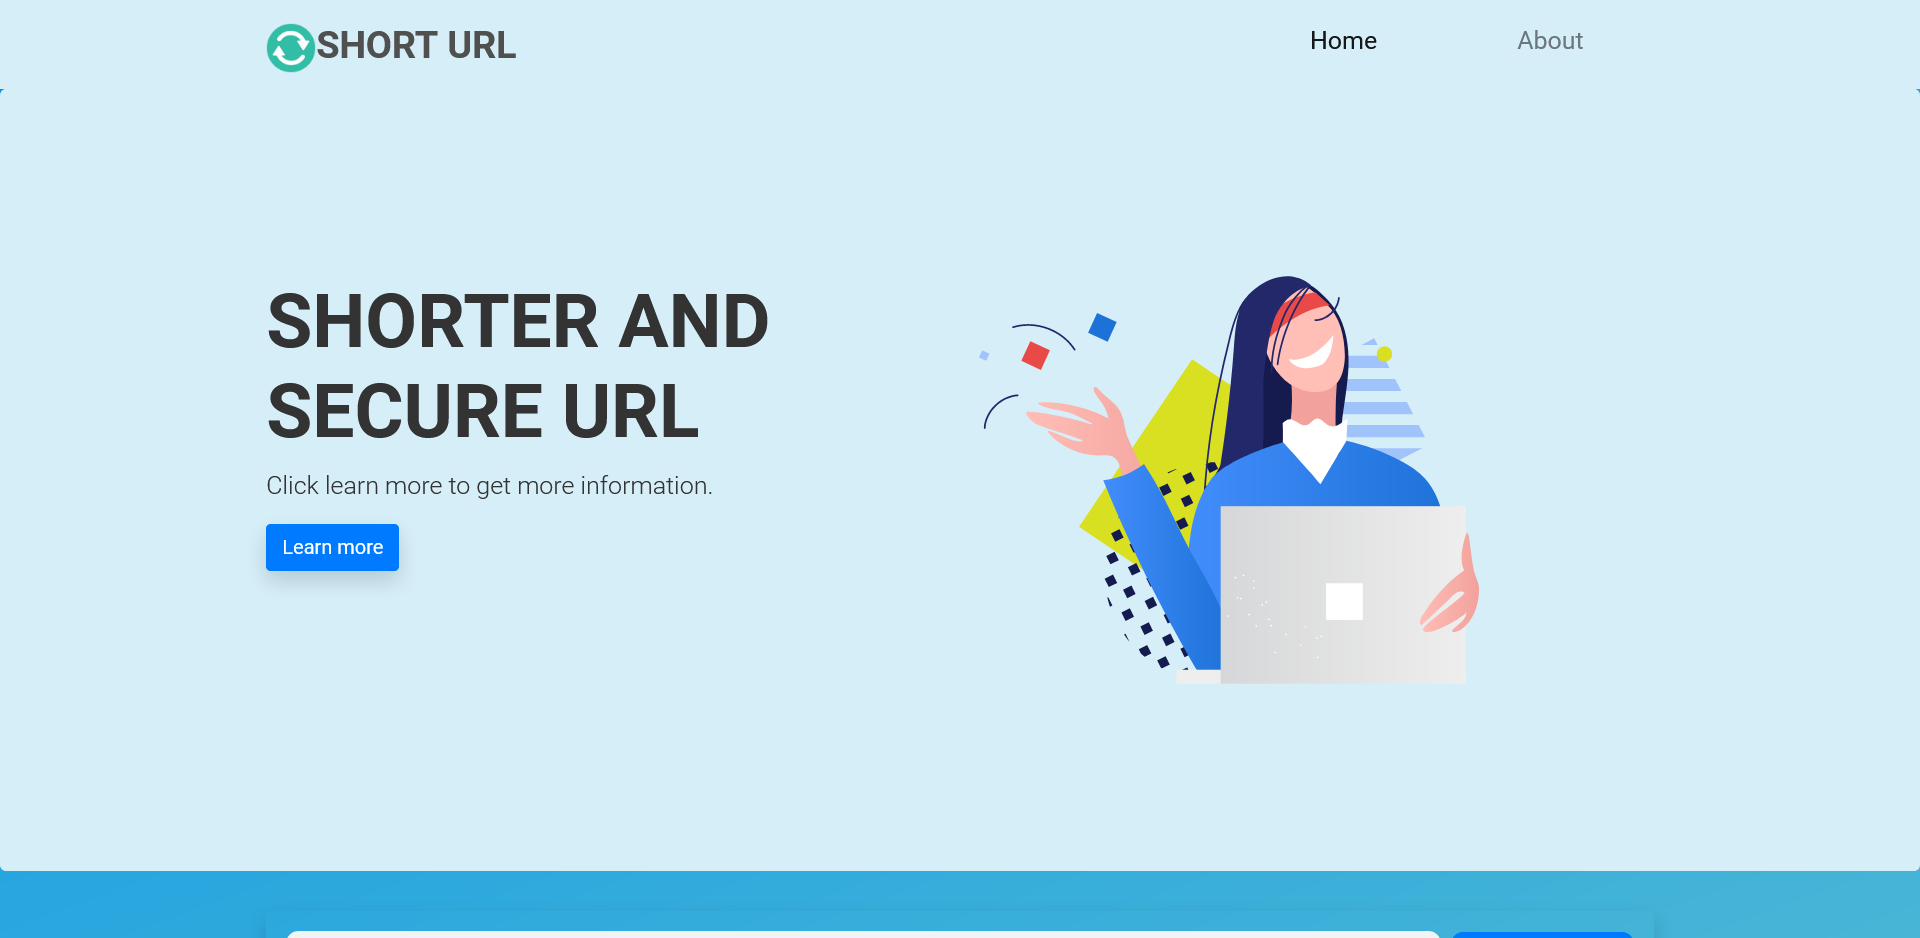 SHORT URL
Home
About
SHORTER AND
SECURE URL
Click learn more to get more information.
Learn more